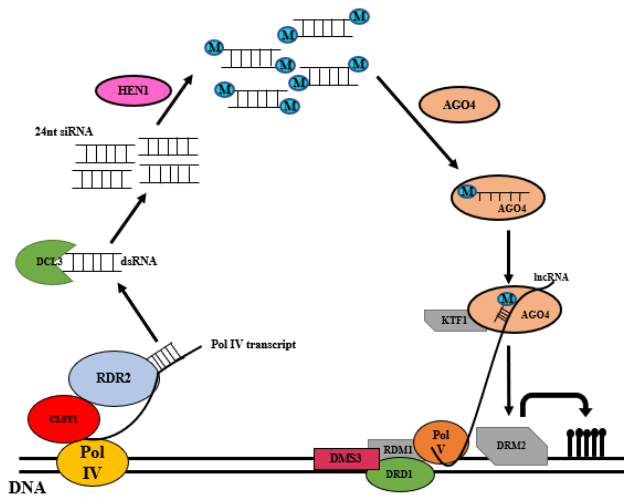 M
M
M
M
M
M
M
M
HEN1
AGO4
24nt siRNA
M
AGO4
DCL3
dsRNA
lncRNA
M
KTF1
AGO4
Pol IV transcript
RDR2
CLSY1
Pol
IV
DMS3
RDM1
Pol
V
DRM2
DRD1
DNA